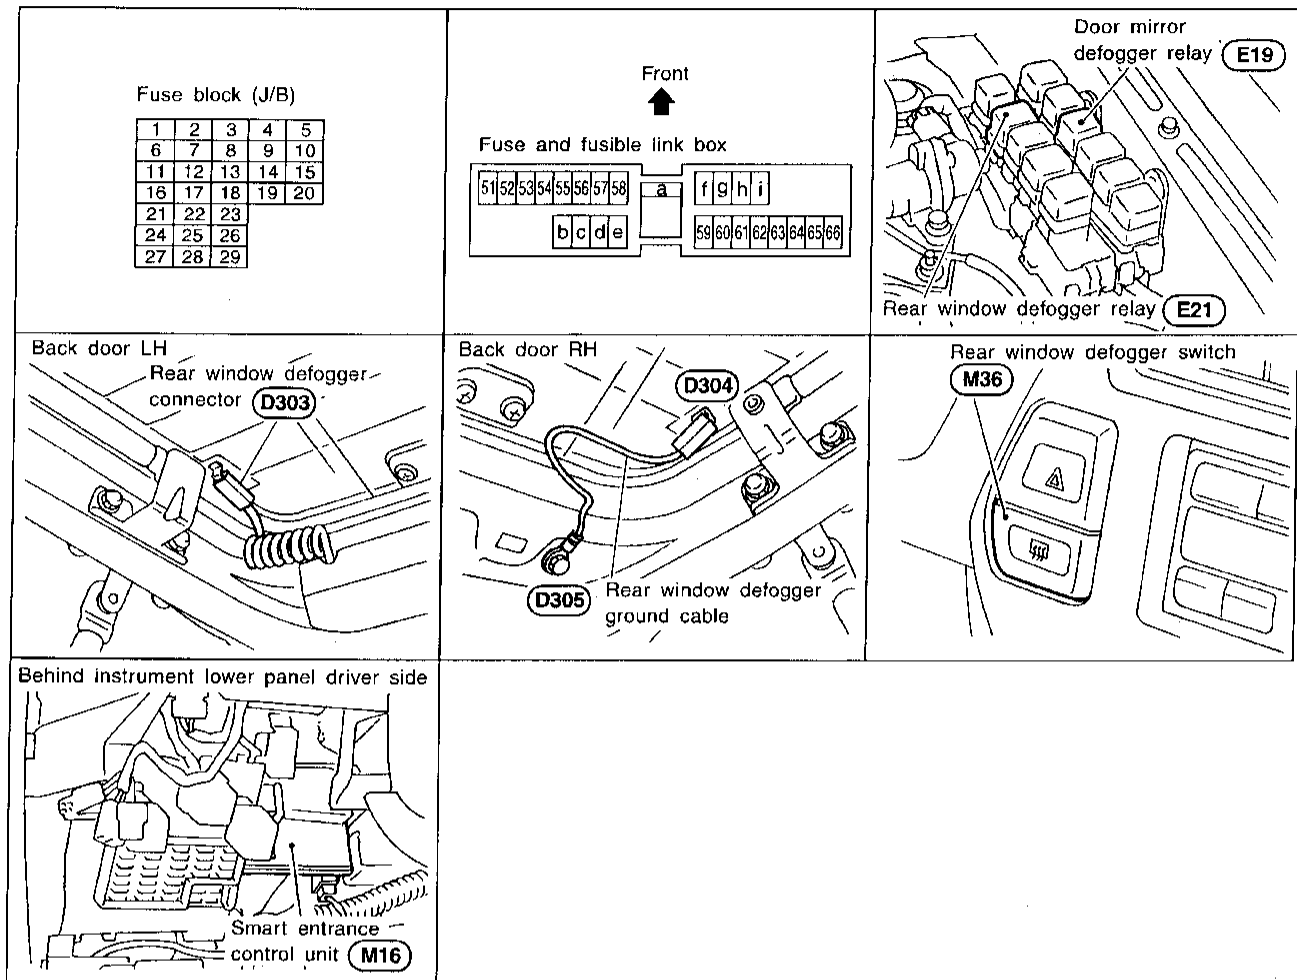 Fuse block (J/B)
1 2 3 4 5
6 7 8 9 10
11 12 13 14 15
16 17 18 19 20
21 22 23
24 25 26
27 28 29
Front
Fuse and fusible link box
51 52 53 54 55 56 57 58 a f g h i
b c d e 59 60 61 62 63 64 65 66
Door mirror
defogger relay E19
Rear window defogger relay E21
Back door LH
Rear window defogger
connector D303
Back door RH
D304
D305
Rear window defogger
ground cable
Rear window defogger switch
M36
Behind instrument lower panel driver side
Smart entrance
control unit M16